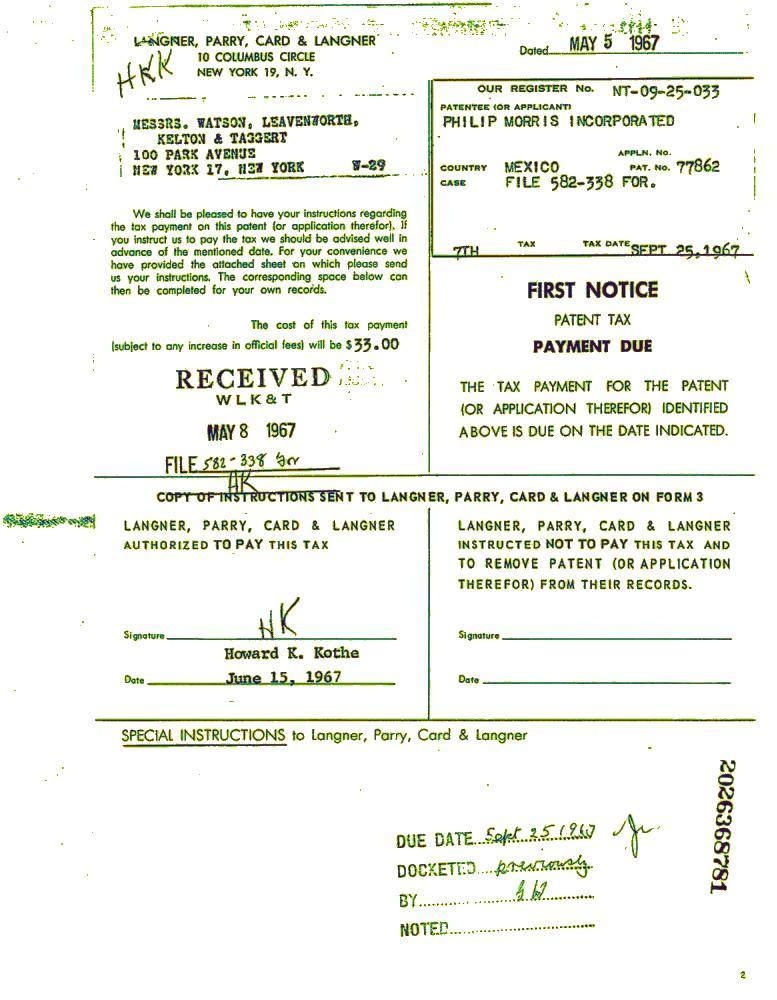 LANGNER, PARRY, CARD & LANGNER
10 COLUMBUS CIRCLE
NEW YORK 19, N. Y.
HKK
Dated MAY 5 1967
MESSRS. WATSON, LEAVENWORTH,
KELTON & TAGGERT
100 PARK AVENUE
NEW YORK 17, NEW YORK W-29
OUR REGISTER No. NT-09-25-033
PATENTEE (OR APPLICANT)
PHILIP MORRIS INCORPORATED
APPLN. No.
COUNTRY MEXICO PAT. No. 77862
CASE FILE 582-338 FOR.
7TH TAX TAX DATE SEPT 25,1967
We shall be pleased to have your instructions regarding
the tax payment on this patent (or application therefor). If
you instruct us to pay the tax we should be advised well in
advance of the mentioned date. For your convenience we
have provided the attached sheet on which please send
us your instructions. The corresponding space below can
then be completed for your own records.
The cost of this tax payment
(subject to any increase in official fees) will be $33.00
FIRST NOTICE
PATENT TAX
PAYMENT DUE
THE TAX PAYMENT FOR THE PATENT
(OR APPLICATION THEREFOR) IDENTIFIED
ABOVE IS DUE ON THE DATE INDICATED.
RECEIVED
WLK&T
MAY 8 1967
FILE 582-338 for
HK
COPY OF INSTRUCTIONS SENT TO LANGNER, PARRY, CARD & LANGNER ON FORM 3
LANGNER, PARRY, CARD & LANGNER
AUTHORIZED TO PAY THIS TAX
Signature HK
Howard K. Kothe
Date June 15, 1967
LANGNER, PARRY, CARD & LANGNER
INSTRUCTED NOT TO PAY THIS TAX AND
TO REMOVE PATENT (OR APPLICATION
THEREFOR) FROM THEIR RECORDS.
Signature
Date
SPECIAL INSTRUCTIONS to Langner, Parry, Card & Langner
DUE DATE Sept 25 1967
DOCKETED previously
BY
NOTED
2026368781
2